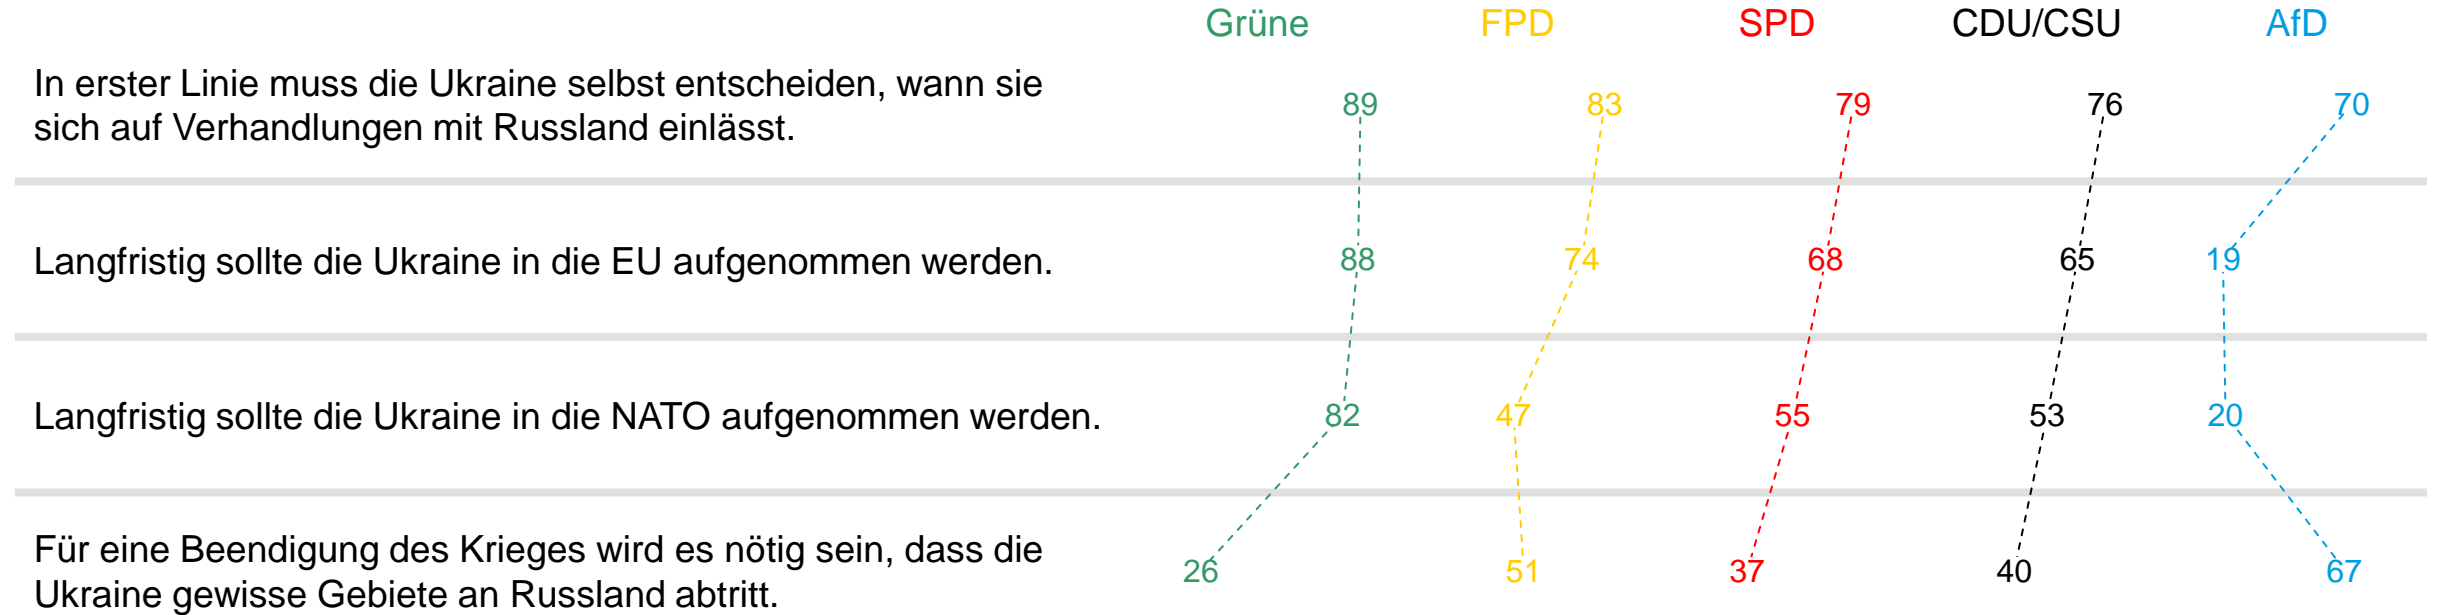 Grüne FPD SPD CDU/CSU AfD
In erster Linie muss die Ukraine selbst entscheiden, wann sie
sich auf Verhandlungen mit Russland einlässt.
89 83 79 76 70
Langfristig sollte die Ukraine in die EU aufgenommen werden.
88 74 68 65 19
Langfristig sollte die Ukraine in die NATO aufgenommen werden.
82 47 55 53 20
Für eine Beendigung des Krieges wird es nötig sein, dass die
Ukraine gewisse Gebiete an Russland abtritt.
26 51 37 40 67